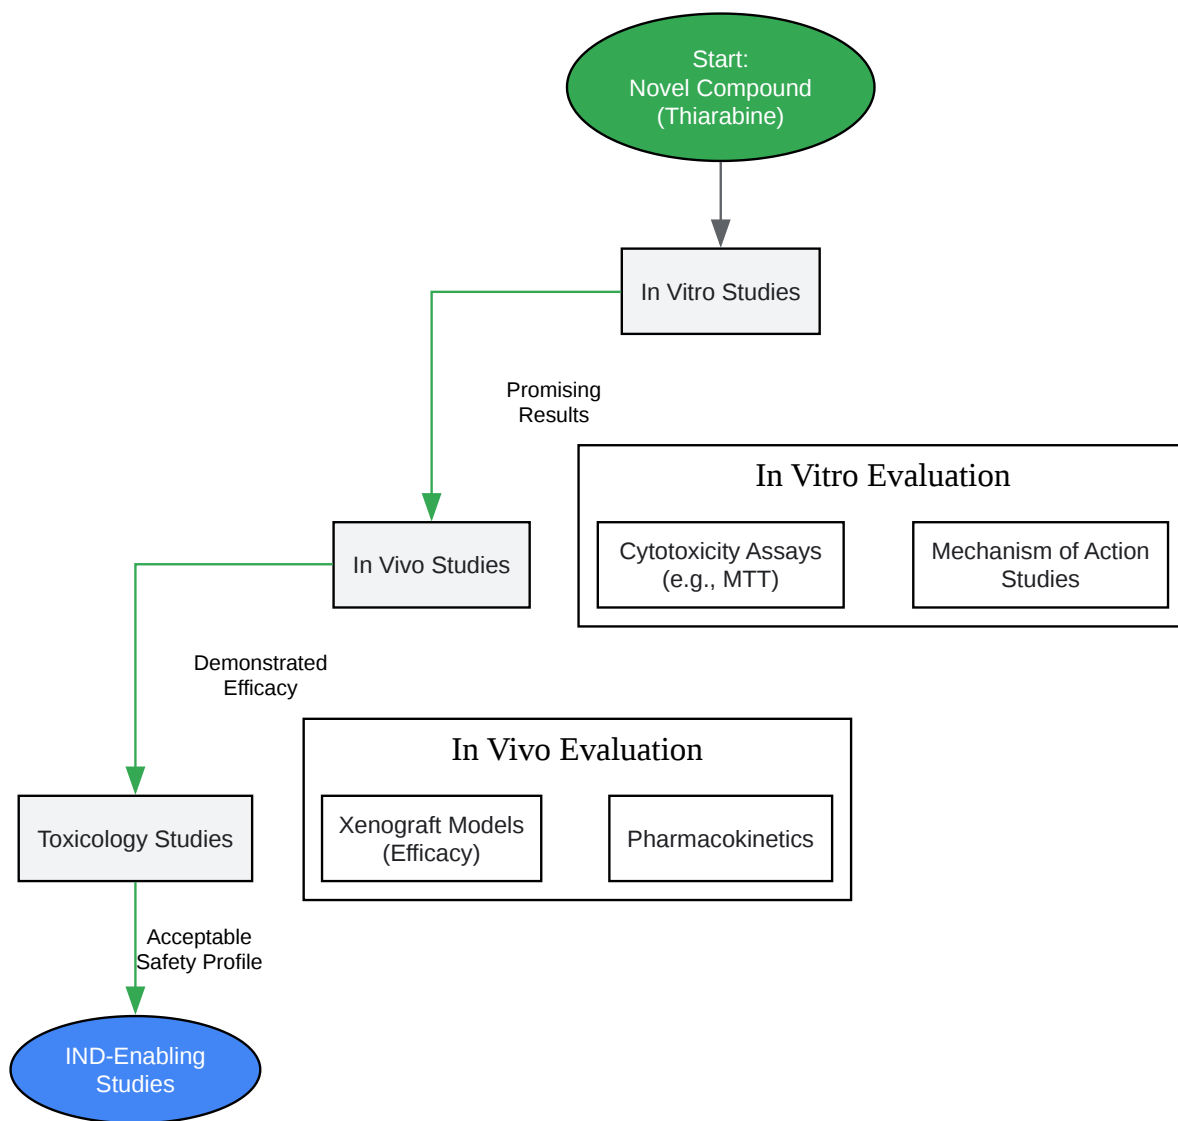 Start:
Novel Compound
(Thiarabine)
In Vitro Studies
Promising
Results
In Vitro Evaluation
Cytotoxicity Assays
(e.g., MTT)
Mechanism of Action
Studies
In Vivo Studies
Demonstrated
Efficacy
In Vivo Evaluation
Xenograft Models
(Efficacy)
Pharmacokinetics
Toxicology Studies
Acceptable
Safety Profile
IND-Enabling
Studies